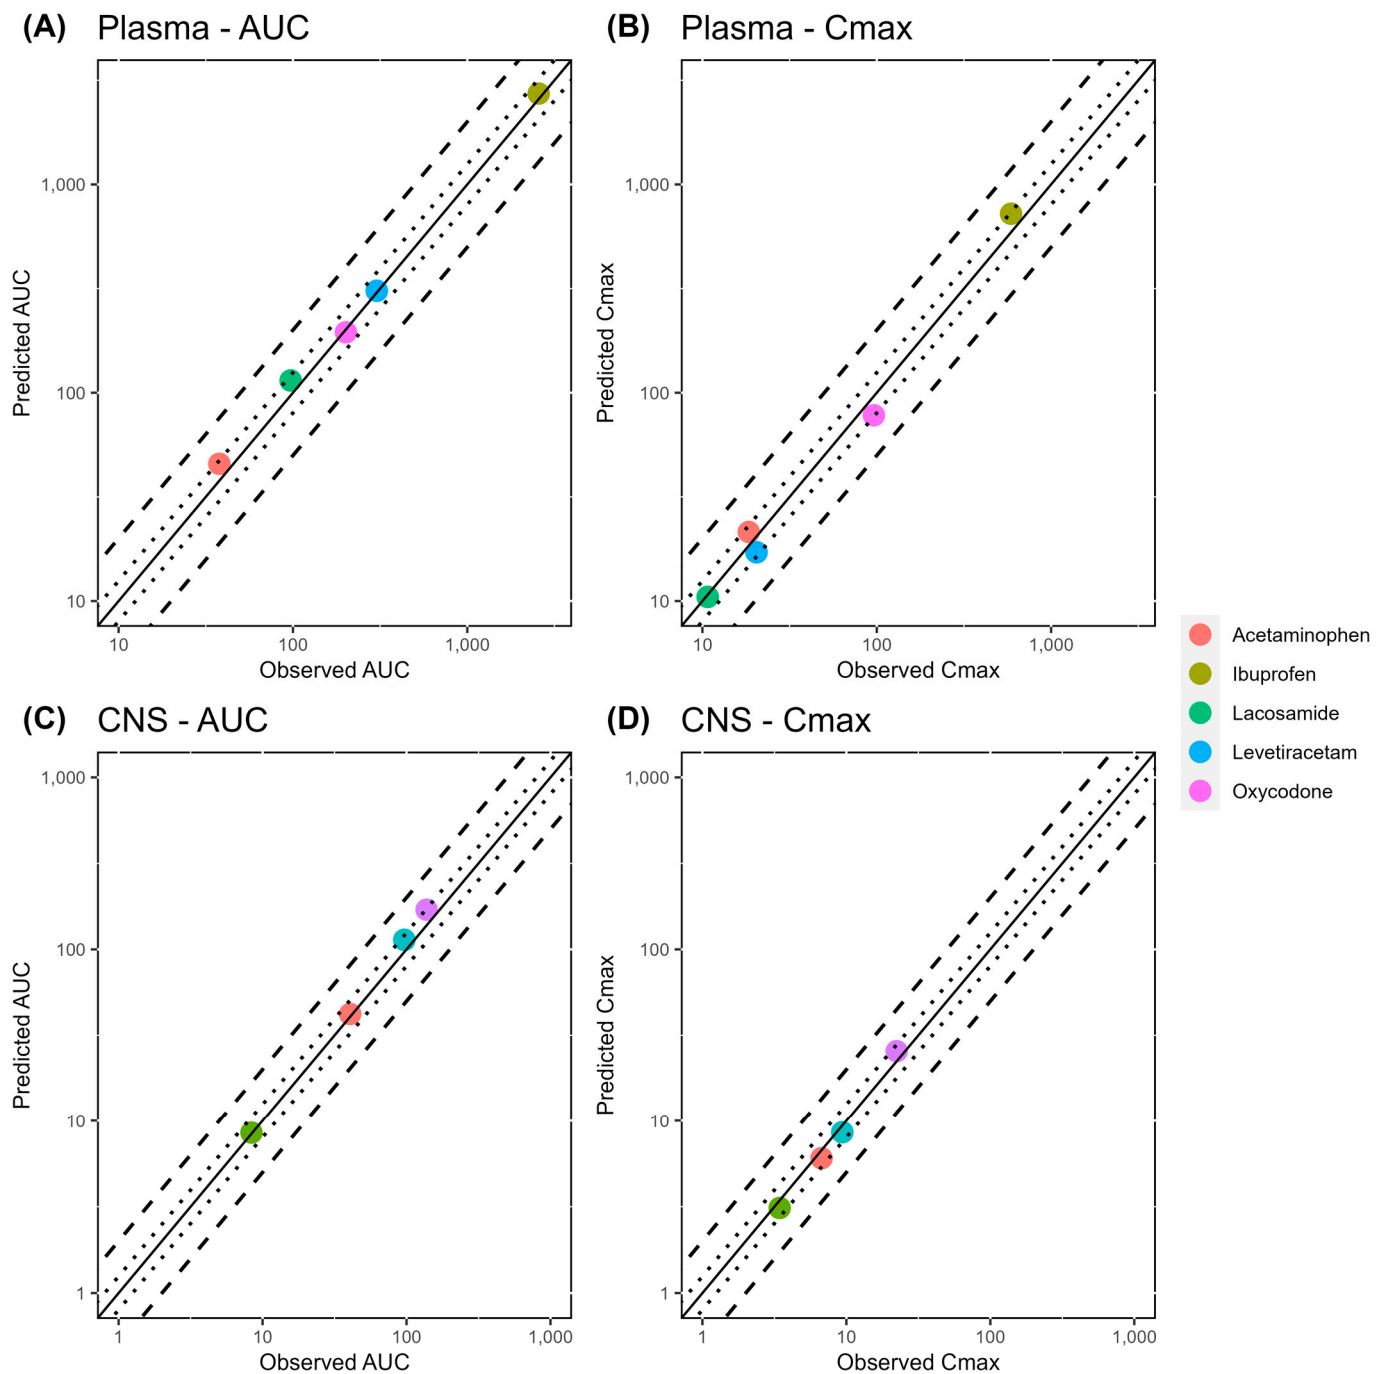 (A) Plasma - AUC
Predicted AUC
1,000
100
10
10 100 1,000
Observed AUC
(B) Plasma - Cmax
Predicted Cmax
1,000
100
10
10 100 1,000
Observed Cmax
Acetaminophen
Ibuprofen
Lacosamide
Levetiracetam
Oxycodone
(C) CNS - AUC
Predicted AUC
1,000
100
10
1
1 10 100 1,000
Observed AUC
(D) CNS - Cmax
Predicted Cmax
1,000
100
10
1
1 10 100 1,000
Observed Cmax